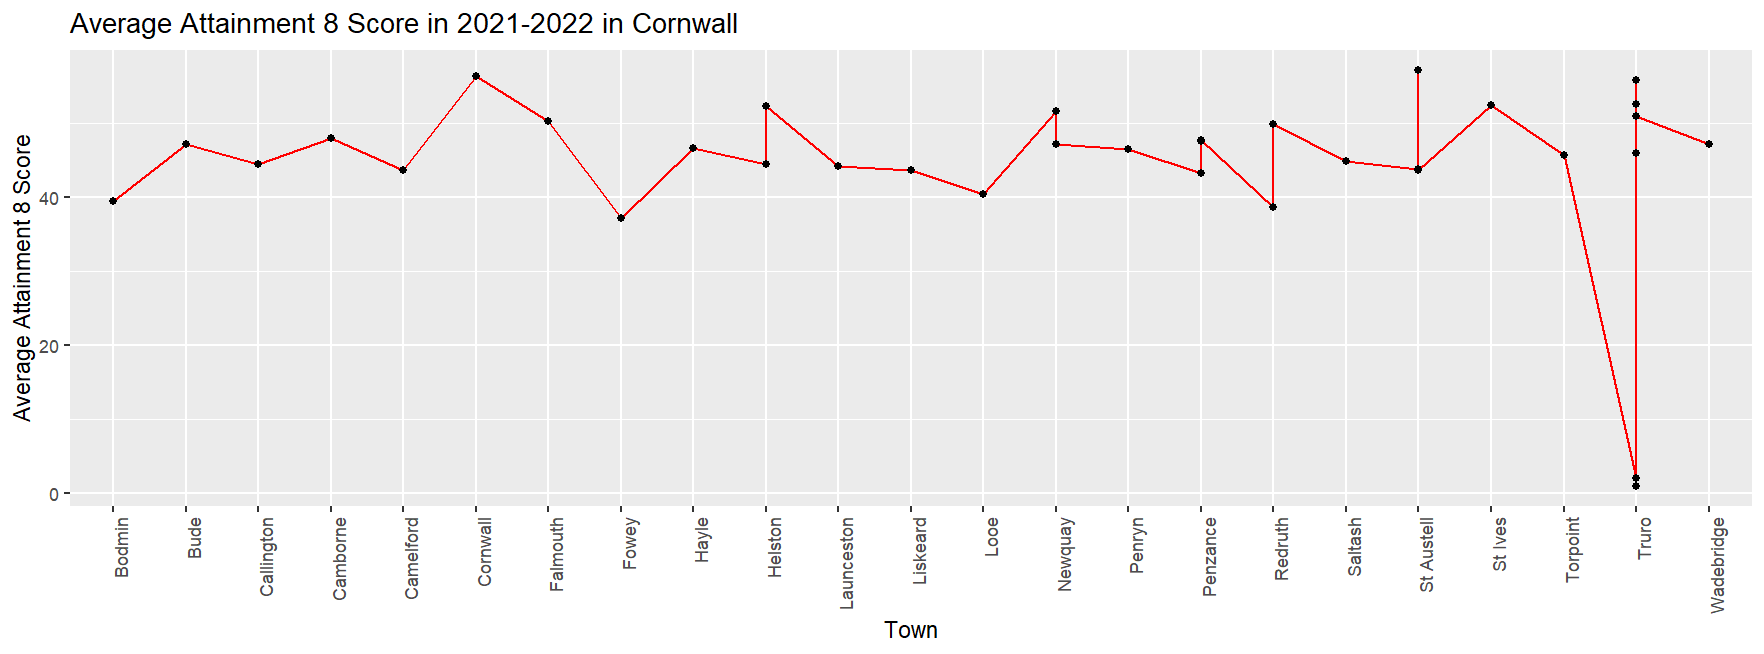 Average Attainment 8 Score in 2021-2022 in Cornwall
Average Attainment 8 Score
40
20
0
Bodmin
Bude
Callington
Camborne
Camelford
Cornwall
Falmouth
Fowey
Hayle
Helston
Launceston
Liskeard
Looe
Newquay
Penryn
Penzance
Redruth
Saltash
St Austell
St Ives
Torpoint
Truro
Wadebridge
Town